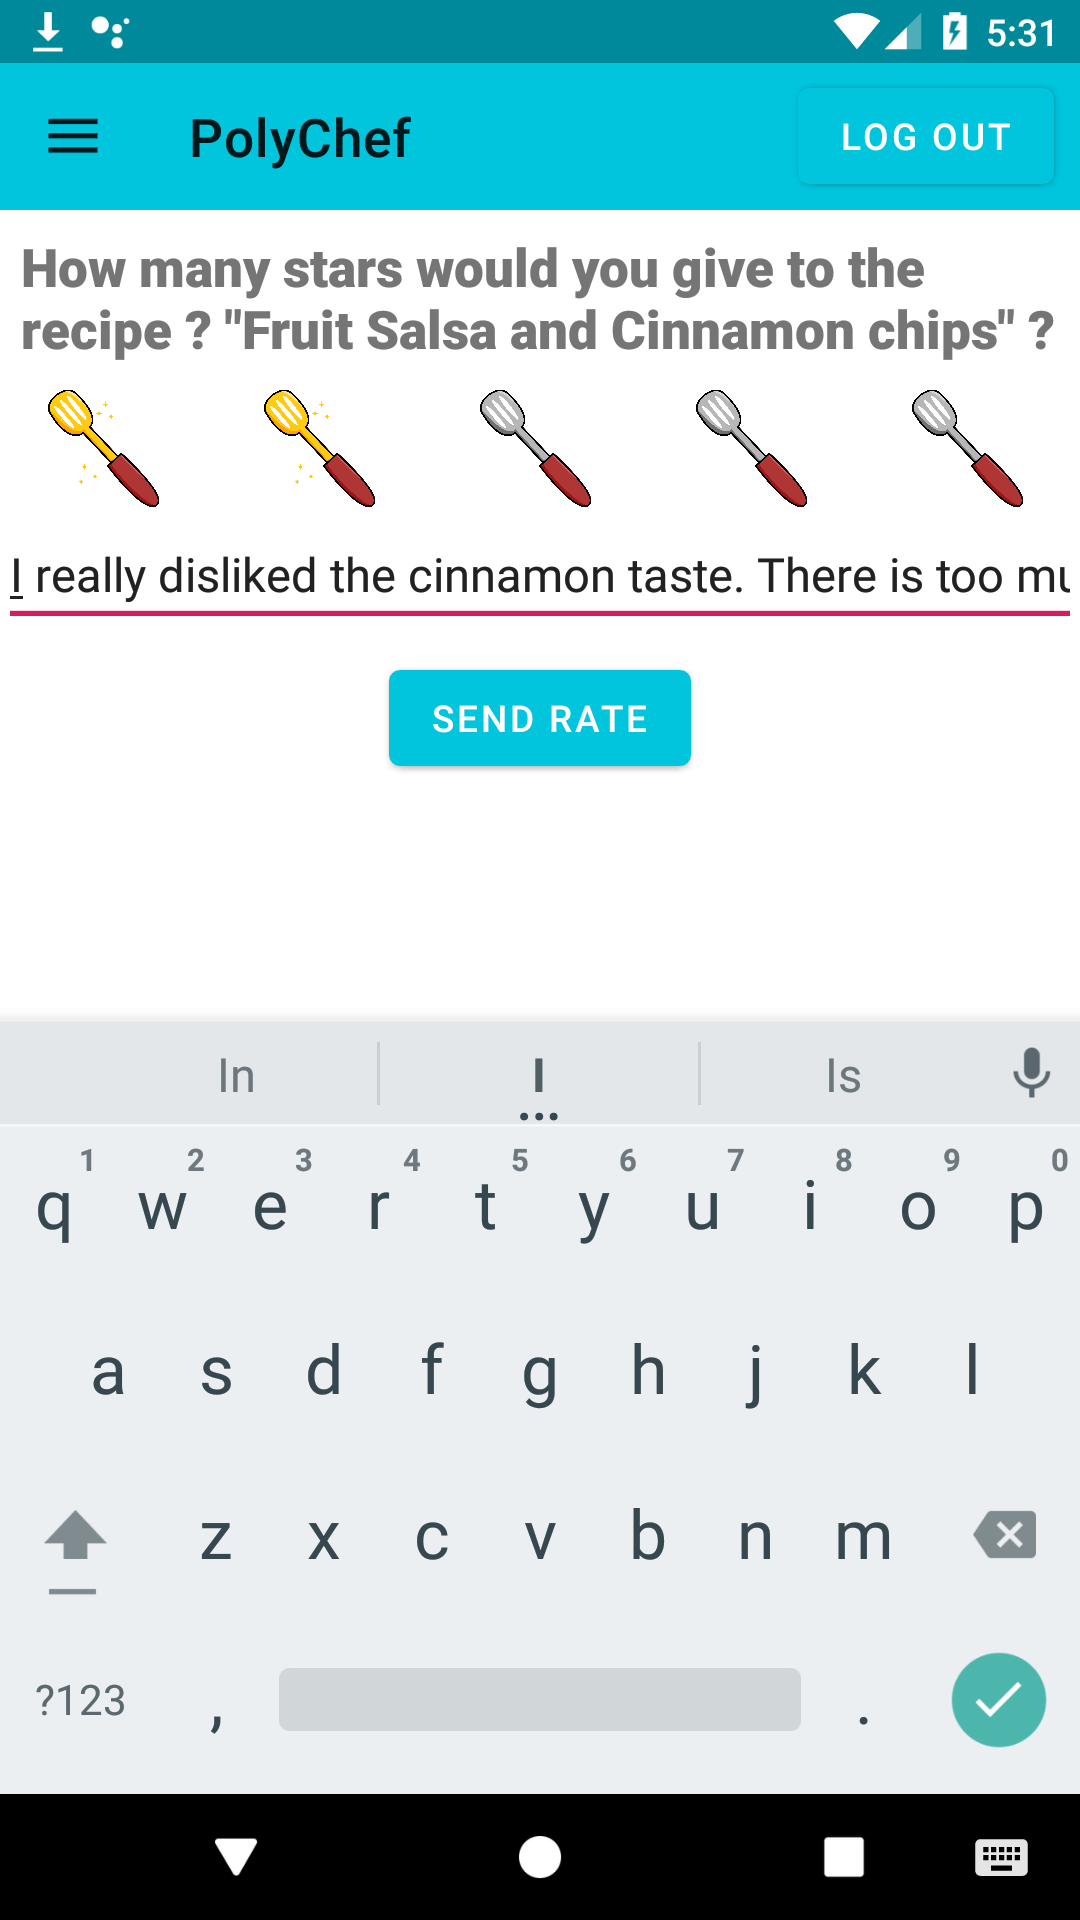 5:31
PolyChef
LOG OUT
How many stars would you give to the
recipe ? "Fruit Salsa and Cinnamon chips" ?
I really disliked the cinnamon taste. There is too mu
SEND RATE
In I Is
1 2 3 4 5 6 7 8 9 0
q w e r t y u i o p
a s d f g h j k l
z x c v b n m
?123 , .